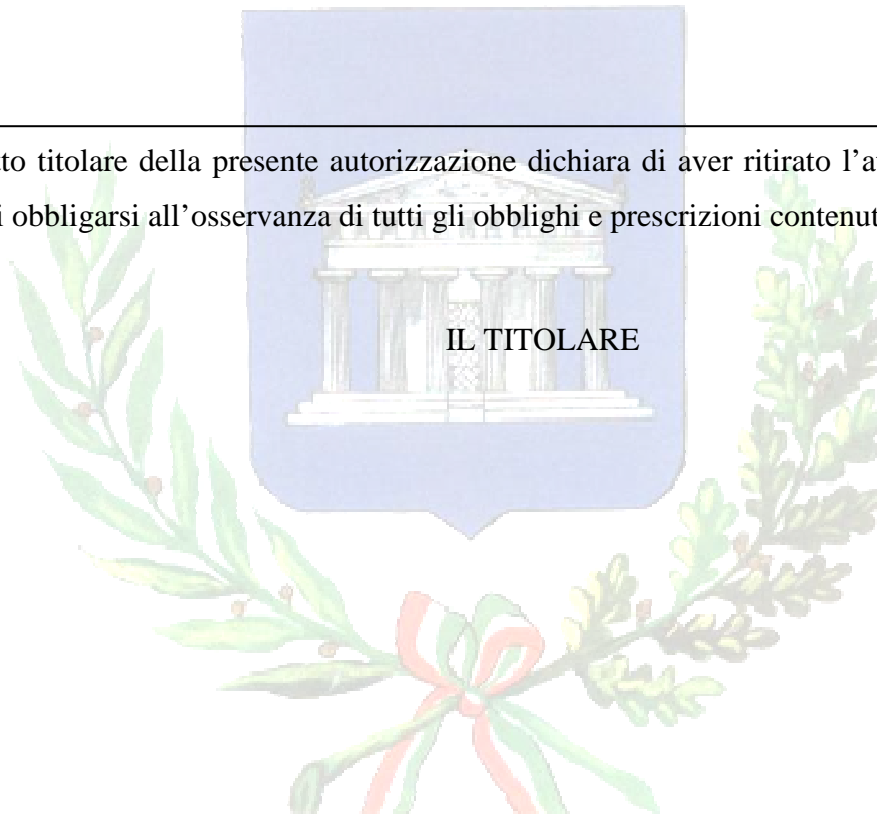 to titolare della presente autorizzazione dichiara di aver ritirato l’a
i obbligarsi all’osservanza di tutti gli obblighi e prescrizioni contenut
IL TITOLARE